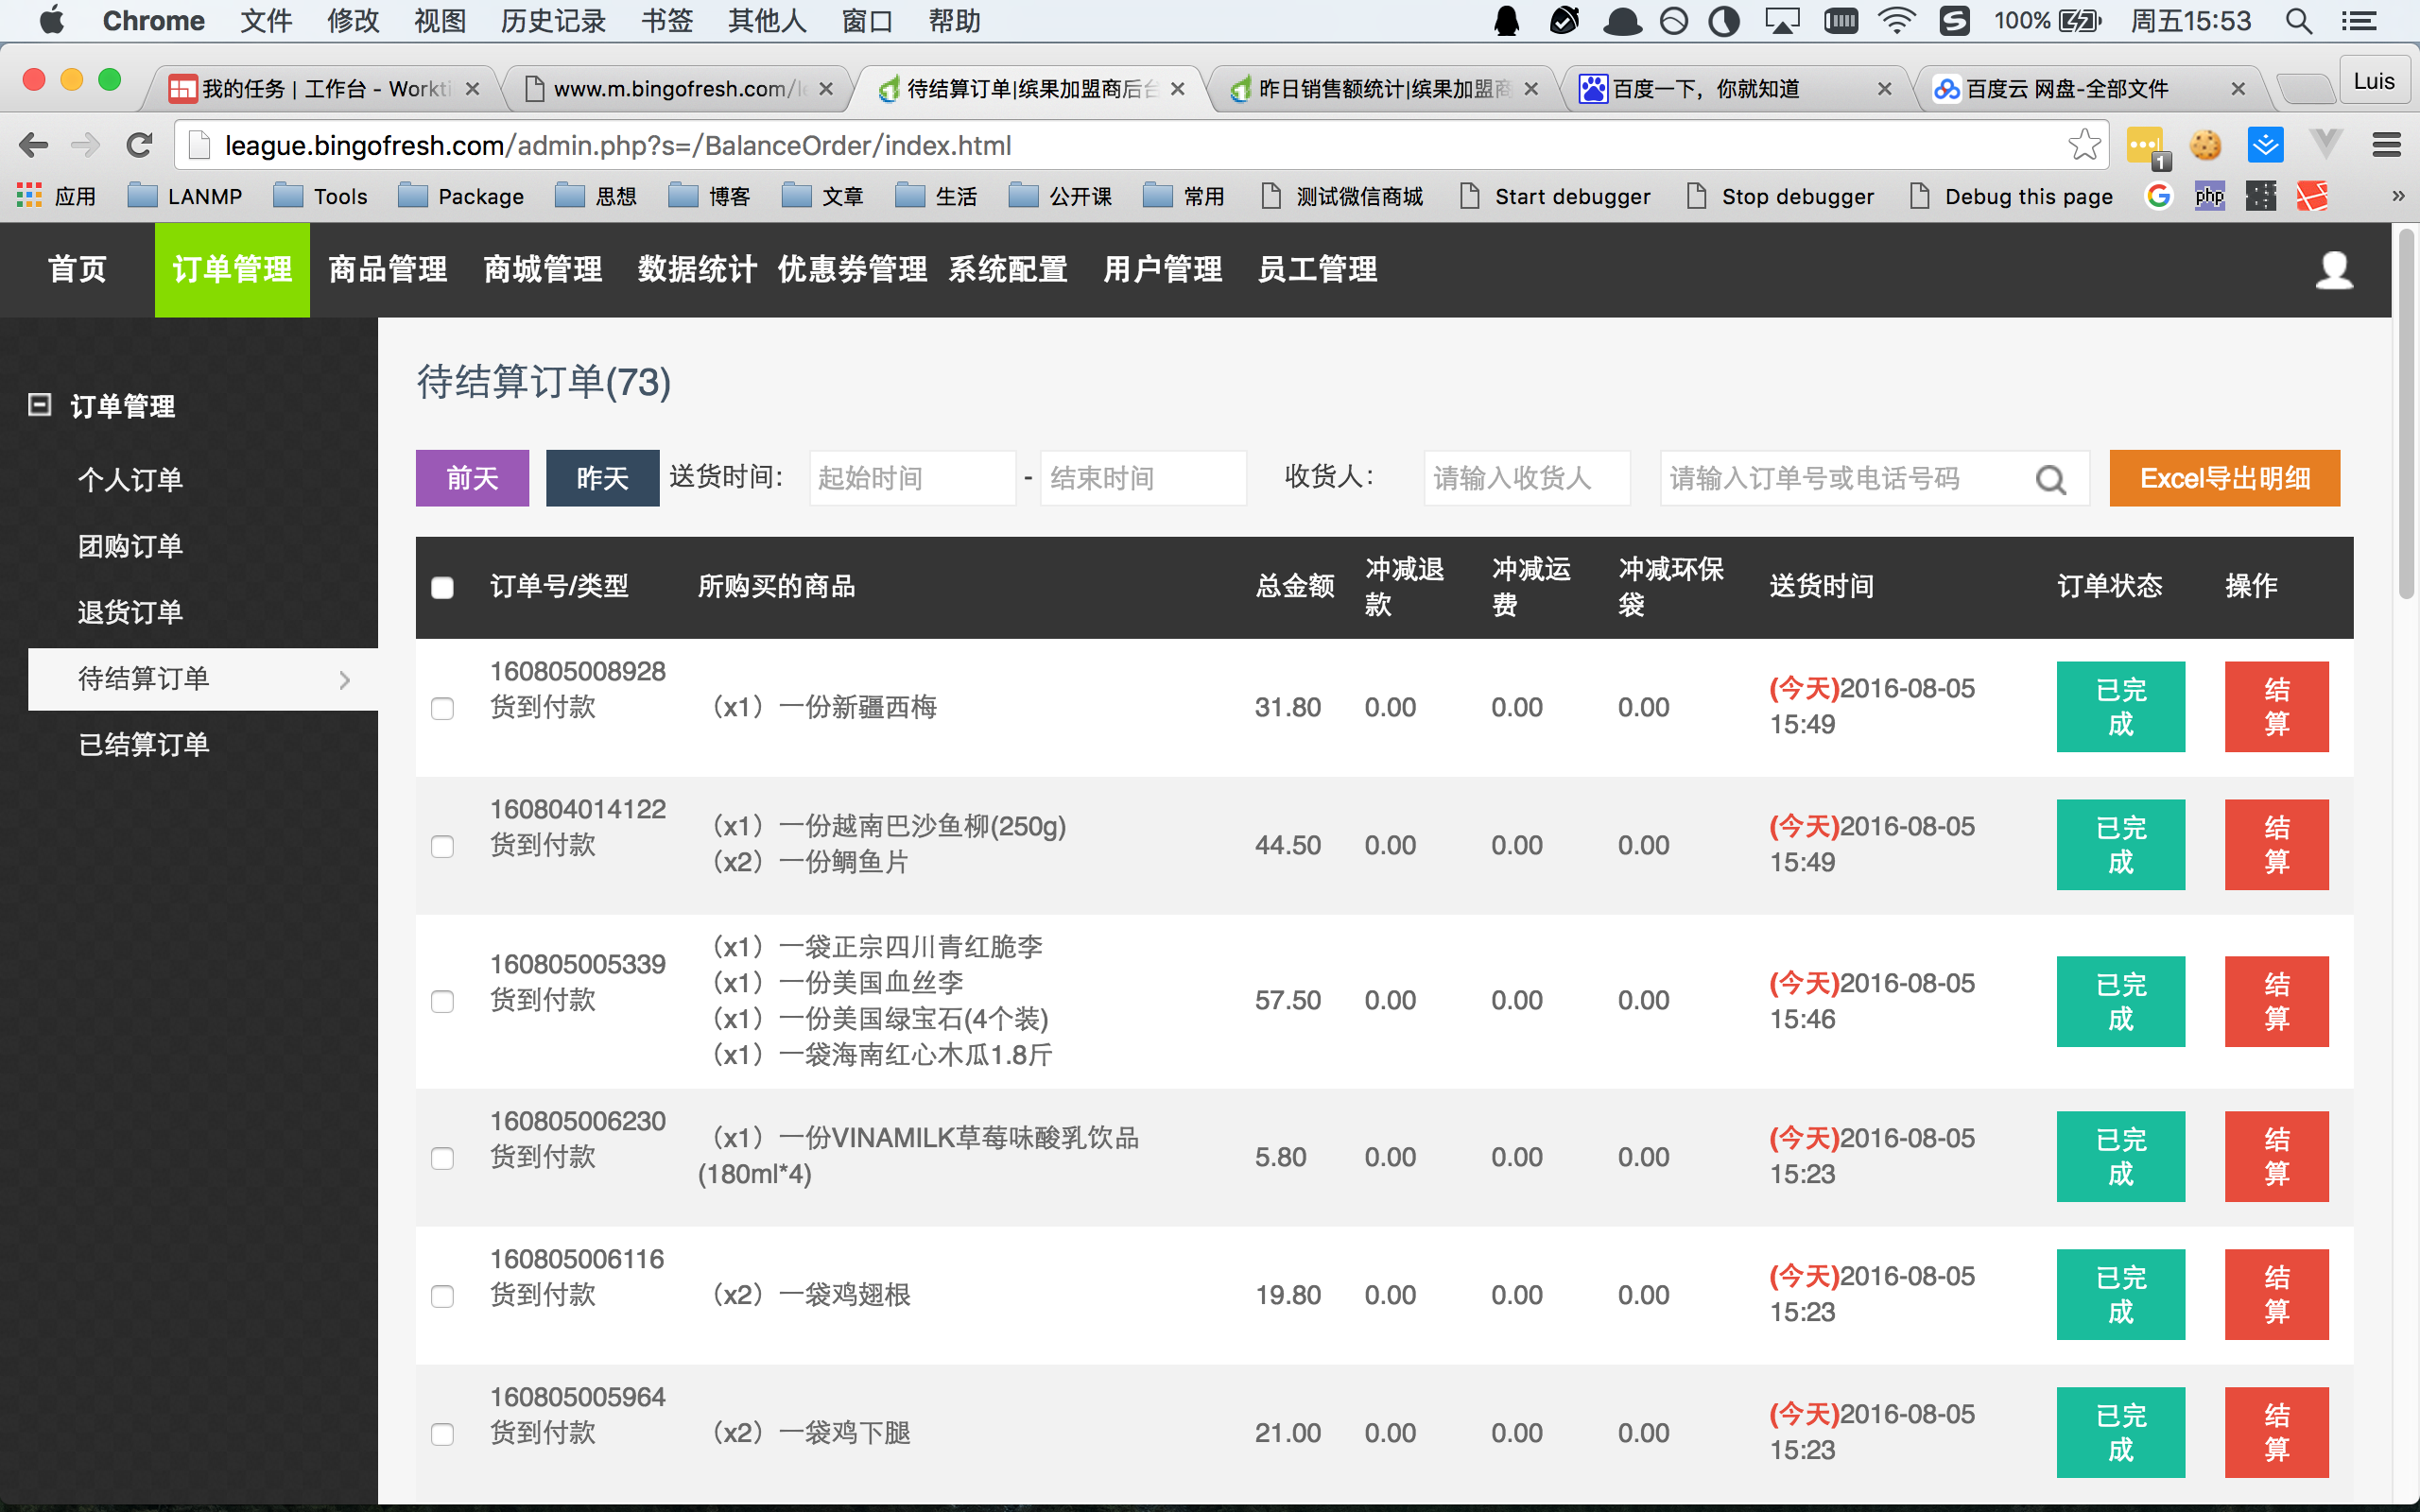 Chrome 文件 修改 视图 历史记录 书签 其他人 窗口 帮助 100% 周五15:53
我的任务 | 工作台 - Workti
www.m.bingofresh.com/l
待结算订单|缤果加盟商后台
昨日销售额统计|缤果加盟商
百度一下，你就知道
百度云 网盘-全部文件
Luis
league.bingofresh.com/admin.php?s=/BalanceOrder/index.html
1
应用 LANMP Tools Package 思想 博客 文章 生活 公开课 常用 测试微信商城 Start debugger Stop debugger Debug this page php »
首页 订单管理 商品管理 商城管理 数据统计 优惠券管理 系统配置 用户管理 员工管理
订单管理
个人订单
团购订单
退货订单
待结算订单
已结算订单
待结算订单(73)
前天 昨天 送货时间: 起始时间 - 结束时间 收货人: 请输入收货人 请输入订单号或电话号码 Excel导出明细
订单号/类型 所购买的商品 总金额 冲减退款 冲减运费 冲减环保袋 送货时间 订单状态 操作
160805008928
货到付款
（x1）一份新疆西梅
31.80 0.00 0.00 0.00
(今天)2016-08-05
15:49
已完成
结算
160804014122
货到付款
（x1）一份越南巴沙鱼柳(250g)
（x2）一份鲷鱼片
44.50 0.00 0.00 0.00
(今天)2016-08-05
15:49
已完成
结算
160805005339
货到付款
（x1）一袋正宗四川青红脆李
（x1）一份美国血丝李
（x1）一份美国绿宝石(4个装)
（x1）一袋海南红心木瓜1.8斤
57.50 0.00 0.00 0.00
(今天)2016-08-05
15:46
已完成
结算
160805006230
货到付款
（x1）一份VINAMILK草莓味酸乳饮品
(180ml*4)
5.80 0.00 0.00 0.00
(今天)2016-08-05
15:23
已完成
结算
160805006116
货到付款
（x2）一袋鸡翅根
19.80 0.00 0.00 0.00
(今天)2016-08-05
15:23
已完成
结算
160805005964
货到付款
（x2）一袋鸡下腿
21.00 0.00 0.00 0.00
(今天)2016-08-05
15:23
已完成
结算